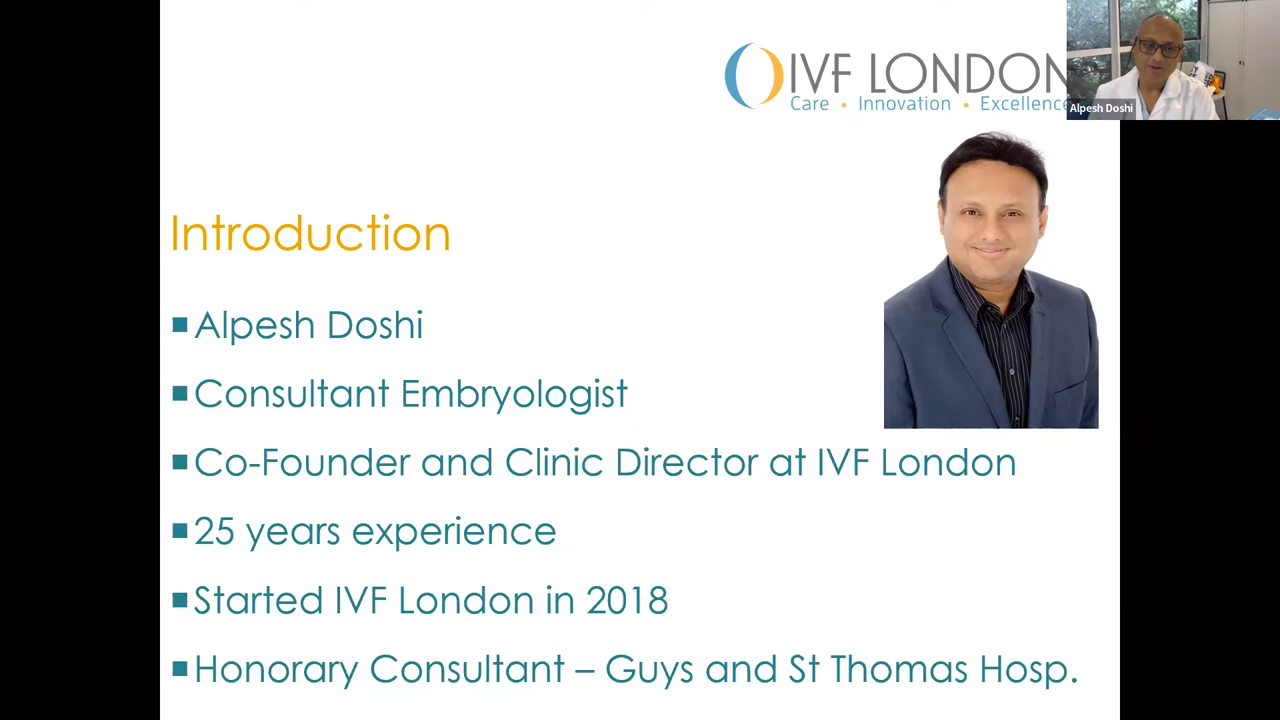 IVF LONDON
Care • Innovation • Excellence
Alpesh Doshi
Introduction
Alpesh Doshi
Consultant Embryologist
Co-Founder and Clinic Director at IVF London
25 years experience
Started IVF London in 2018
Honorary Consultant – Guys and St Thomas Hosp.